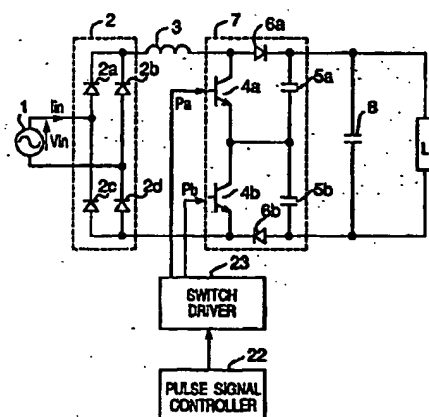 2
3
7
6a
2a
2b
4a
5a
8
1
Iin
Vin
Pa
L
2c
2d
Pb
4b
5b
6b
23
SWITCH
DRIVER
22
PULSE SIGNAL
CONTROLLER